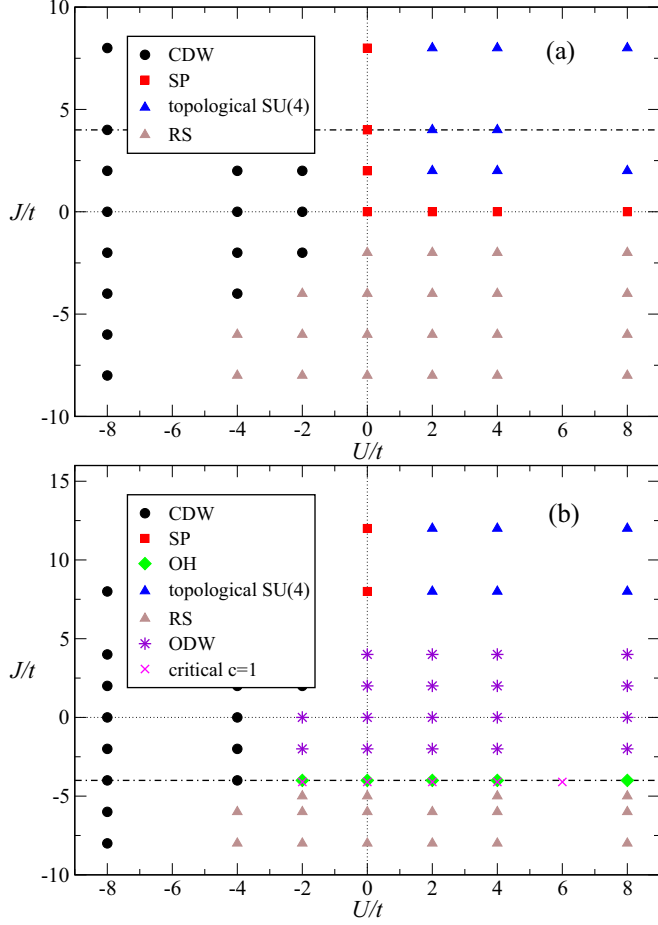 10
(a)
CDW
SP
topological SU(4)
RS
5
J/t
0
-5
-10
-8 -6 -4 -2 0 2 4 6 8
U/t
15
(b)
CDW
SP
OH
topological SU(4)
RS
ODW
critical c=1
10
5
J/t
0
-5
-10
-8 -6 -4 -2 0 2 4 6 8
U/t